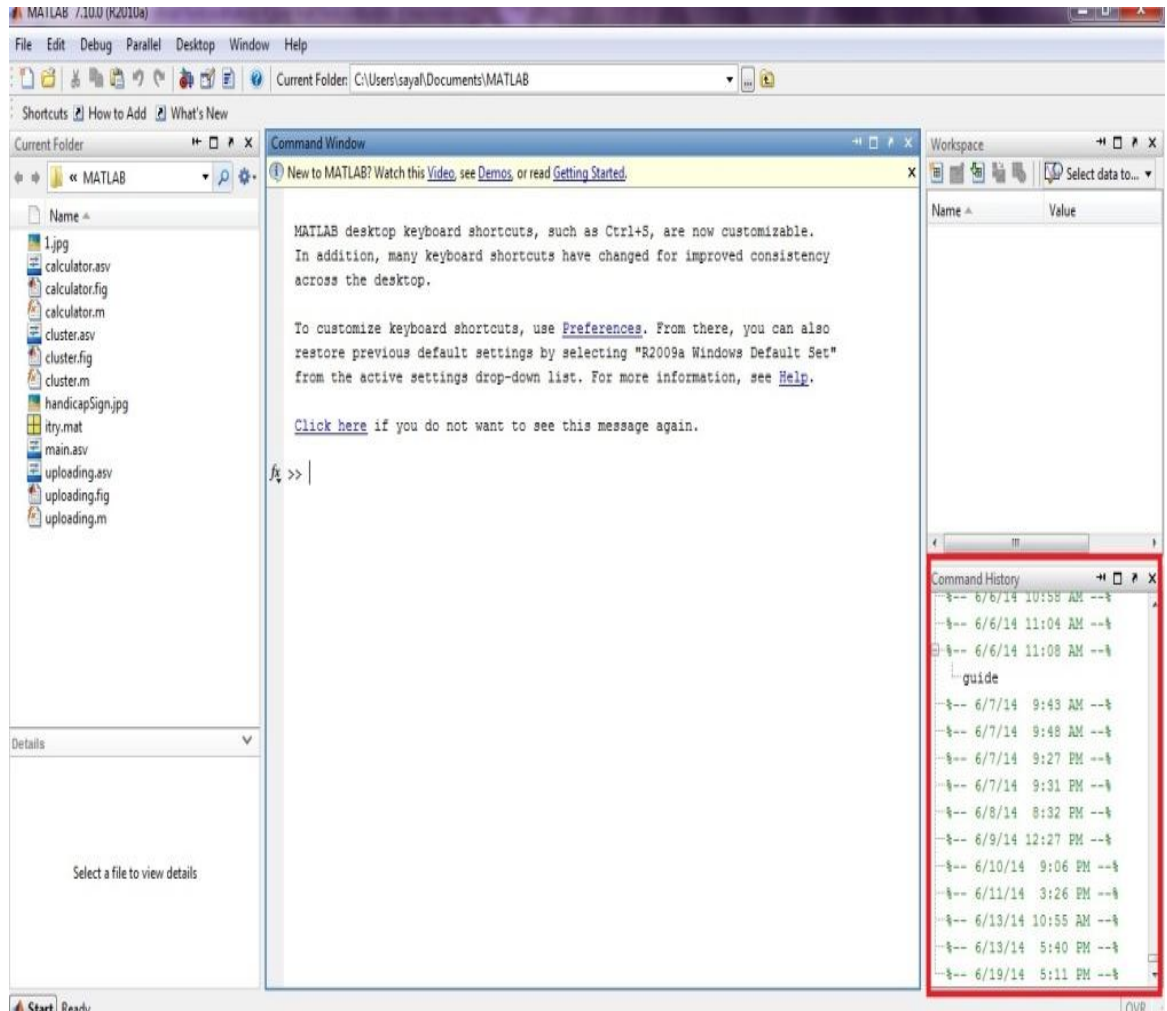 MATLAB 7.10.0 (R2010a)
File Edit Debug Parallel Desktop Window Help
Current Folder: C:\Users\sayal\Documents\MATLAB
Shortcuts How to Add What's New
Current Folder
« MATLAB
Name
1.jpg
calculator.asv
calculator.fig
calculator.m
cluster.asv
cluster.fig
cluster.m
handicapSign.jpg
itry.mat
main.asv
uploading.asv
uploading.fig
uploading.m
Details
Select a file to view details
Command Window
New to MATLAB? Watch this Video, see Demos, or read Getting Started.
MATLAB desktop keyboard shortcuts, such as Ctrl+S, are now customizable.
In addition, many keyboard shortcuts have changed for improved consistency
across the desktop.
To customize keyboard shortcuts, use Preferences. From there, you can also
restore previous default settings by selecting "R2009a Windows Default Set"
from the active settings drop-down list. For more information, see Help.
Click here if you do not want to see this message again.
fx >>
Workspace
Select data to...
Name Value
Command History
%-- 6/6/14 10:58 AM --%
%-- 6/6/14 11:04 AM --%
%-- 6/6/14 11:08 AM --%
guide
%-- 6/7/14 9:43 AM --%
%-- 6/7/14 9:48 AM --%
%-- 6/7/14 9:27 PM --%
%-- 6/7/14 9:31 PM --%
%-- 6/8/14 8:32 PM --%
%-- 6/9/14 12:27 PM --%
%-- 6/10/14 9:06 PM --%
%-- 6/11/14 3:26 PM --%
%-- 6/13/14 10:55 AM --%
%-- 6/13/14 5:40 PM --%
%-- 6/19/14 5:11 PM --%
Start Ready
OVR